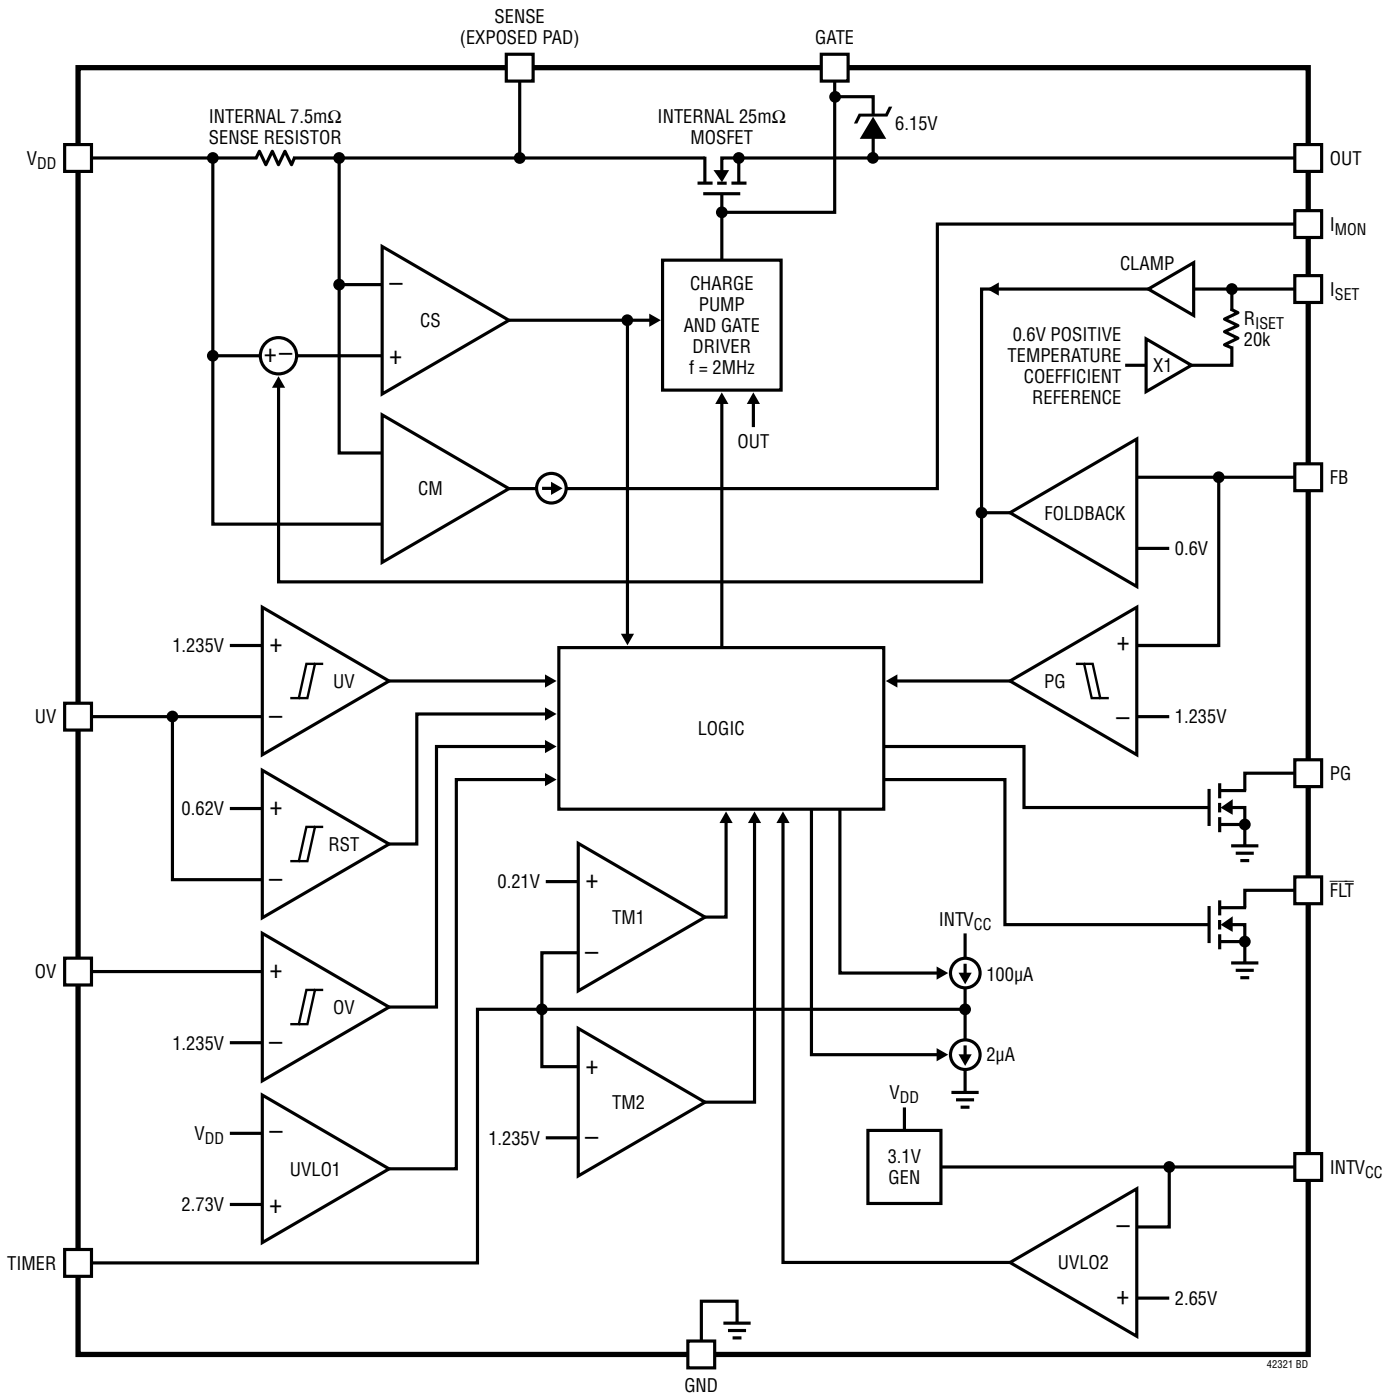 SENSE
(EXPOSED PAD)
GATE
INTERNAL 7.5mΩ
SENSE RESISTOR
INTERNAL 25mΩ
MOSFET
6.15V
VDD
OUT
IMON
CLAMP
ISET
RISET
20k
0.6V POSITIVE
TEMPERATURE
COEFFICIENT
REFERENCE
X1
CHARGE
PUMP
AND GATE
DRIVER
f = 2MHz
OUT
−
CS
+
+−
CM
FOLDBACK
FB
0.6V
1.235V
+
UV
−
UV
LOGIC
+
PG
−
1.235V
PG
0.62V
+
RST
−
FLT
0.21V
+
TM1
−
INTVCC
100µA
2µA
OV
+
OV
1.235V
−
+
TM2
1.235V
−
VDD
3.1V
GEN
INTVCC
VDD
−
UVLO1
2.73V
+
TIMER
−
UVLO2
+
2.65V
GND
42321 BD